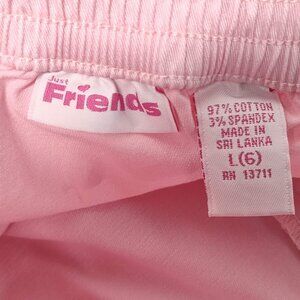 Just
Friends
97% COTTON
3% SPANDEX
MADE IN
SRI LANKA
L(6)
RN 13711